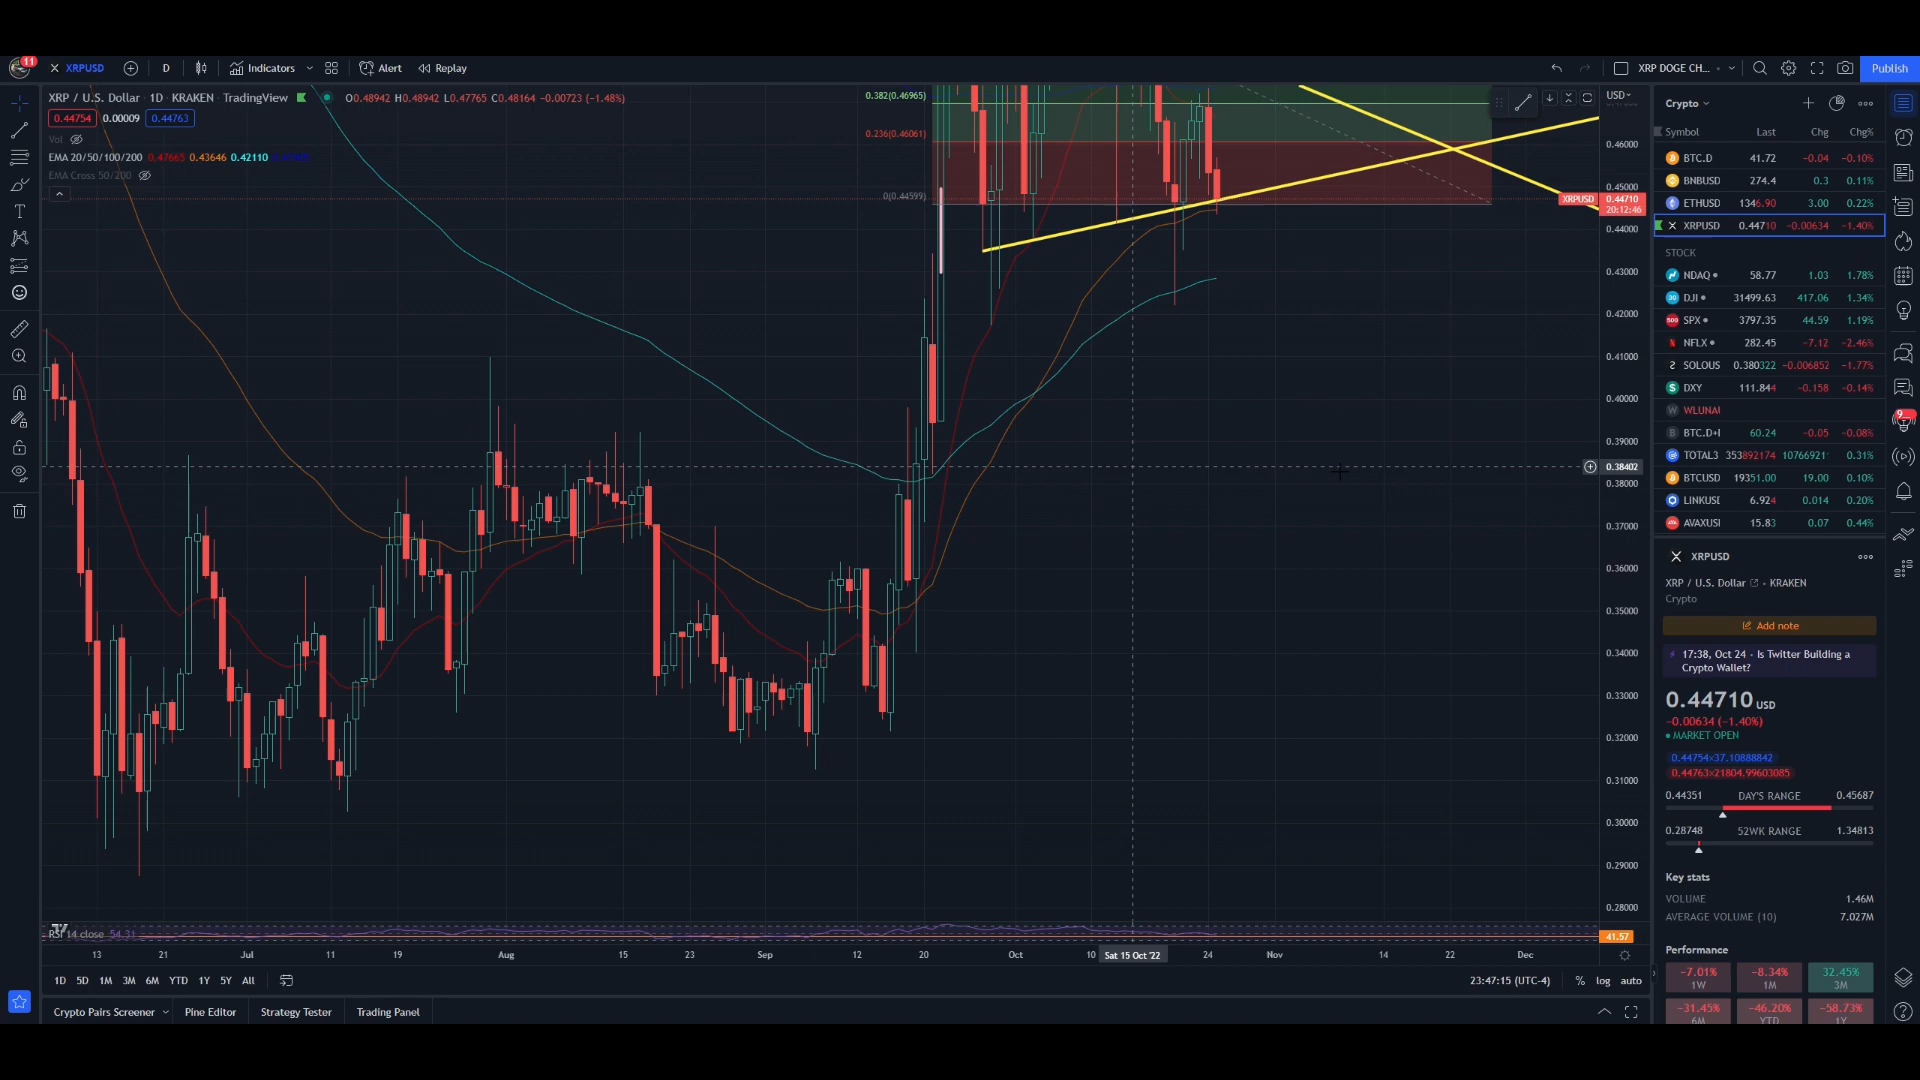 11 XRPUSD D Indicators Alert Replay XRP DOGE CH... Publish
XRP / U.S. Dollar · 1D · KRAKEN · TradingView O0.48942 H0.48942 L0.47765 C0.48164 −0.00723 (−1.48%)
0.44754 0.00009 0.44763
Vol
EMA 20/50/100/200 0.47665 0.43646 0.42110
EMA Cross 50/200
0.382(0.46965)
0.236(0.46061)
0(0.44599)
USD
0.46000
0.45000
XRPUSD 0.44710
20:12:46
0.44000
0.43000
0.42000
0.41000
0.40000
0.39000
0.38402
0.38000
0.37000
0.36000
0.35000
0.34000
0.33000
0.32000
0.31000
0.30000
0.29000
0.28000
RSI 14 close 54.31
41.57
13 21 Jul 11 19 Aug 15 23 Sep 12 20 Oct 10 Sat 15 Oct '22 24 Nov 14 22 Dec
1D 5D 1M 3M 6M YTD 1Y 5Y All 23:47:15 (UTC-4) % log auto
Crypto Pairs Screener Pine Editor Strategy Tester Trading Panel
Crypto
Symbol Last Chg Chg%
BTC.D 41.72 −0.04 −0.10%
BNBUSD 274.4 0.3 0.11%
ETHUSD 1346.90 3.00 0.22%
XRPUSD 0.44710 −0.00634 −1.40%
STOCK
NDAQ 58.77 1.03 1.78%
DJI 31499.63 417.06 1.34%
SPX 3797.35 44.59 1.19%
NFLX 282.45 −7.12 −2.46%
SOLOUS 0.380322 −0.006852 −1.77%
DXY 111.844 −0.158 −0.14%
WLUNAI
BTC.D+I 60.24 −0.05 −0.08%
TOTAL3 353892174 10766921 0.31%
BTCUSD 19351.00 19.00 0.10%
LINKUSI 6.924 0.014 0.20%
AVAXUSI 15.83 0.07 0.44%
XRPUSD
XRP / U.S. Dollar · KRAKEN
Crypto
Add note
17:38, Oct 24 · Is Twitter Building a
Crypto Wallet?
0.44710 USD
−0.00634 (−1.40%)
MARKET OPEN
0.44754×37.10888842
0.44763×21804.99603085
0.44351 DAY'S RANGE 0.45687
0.28748 52WK RANGE 1.34813
Key stats
VOLUME 1.46M
AVERAGE VOLUME (10) 7.027M
Performance
−7.01% −8.34% 32.45%
1W 1M 3M
−31.45% −46.20% −58.73%
6M YTD 1Y